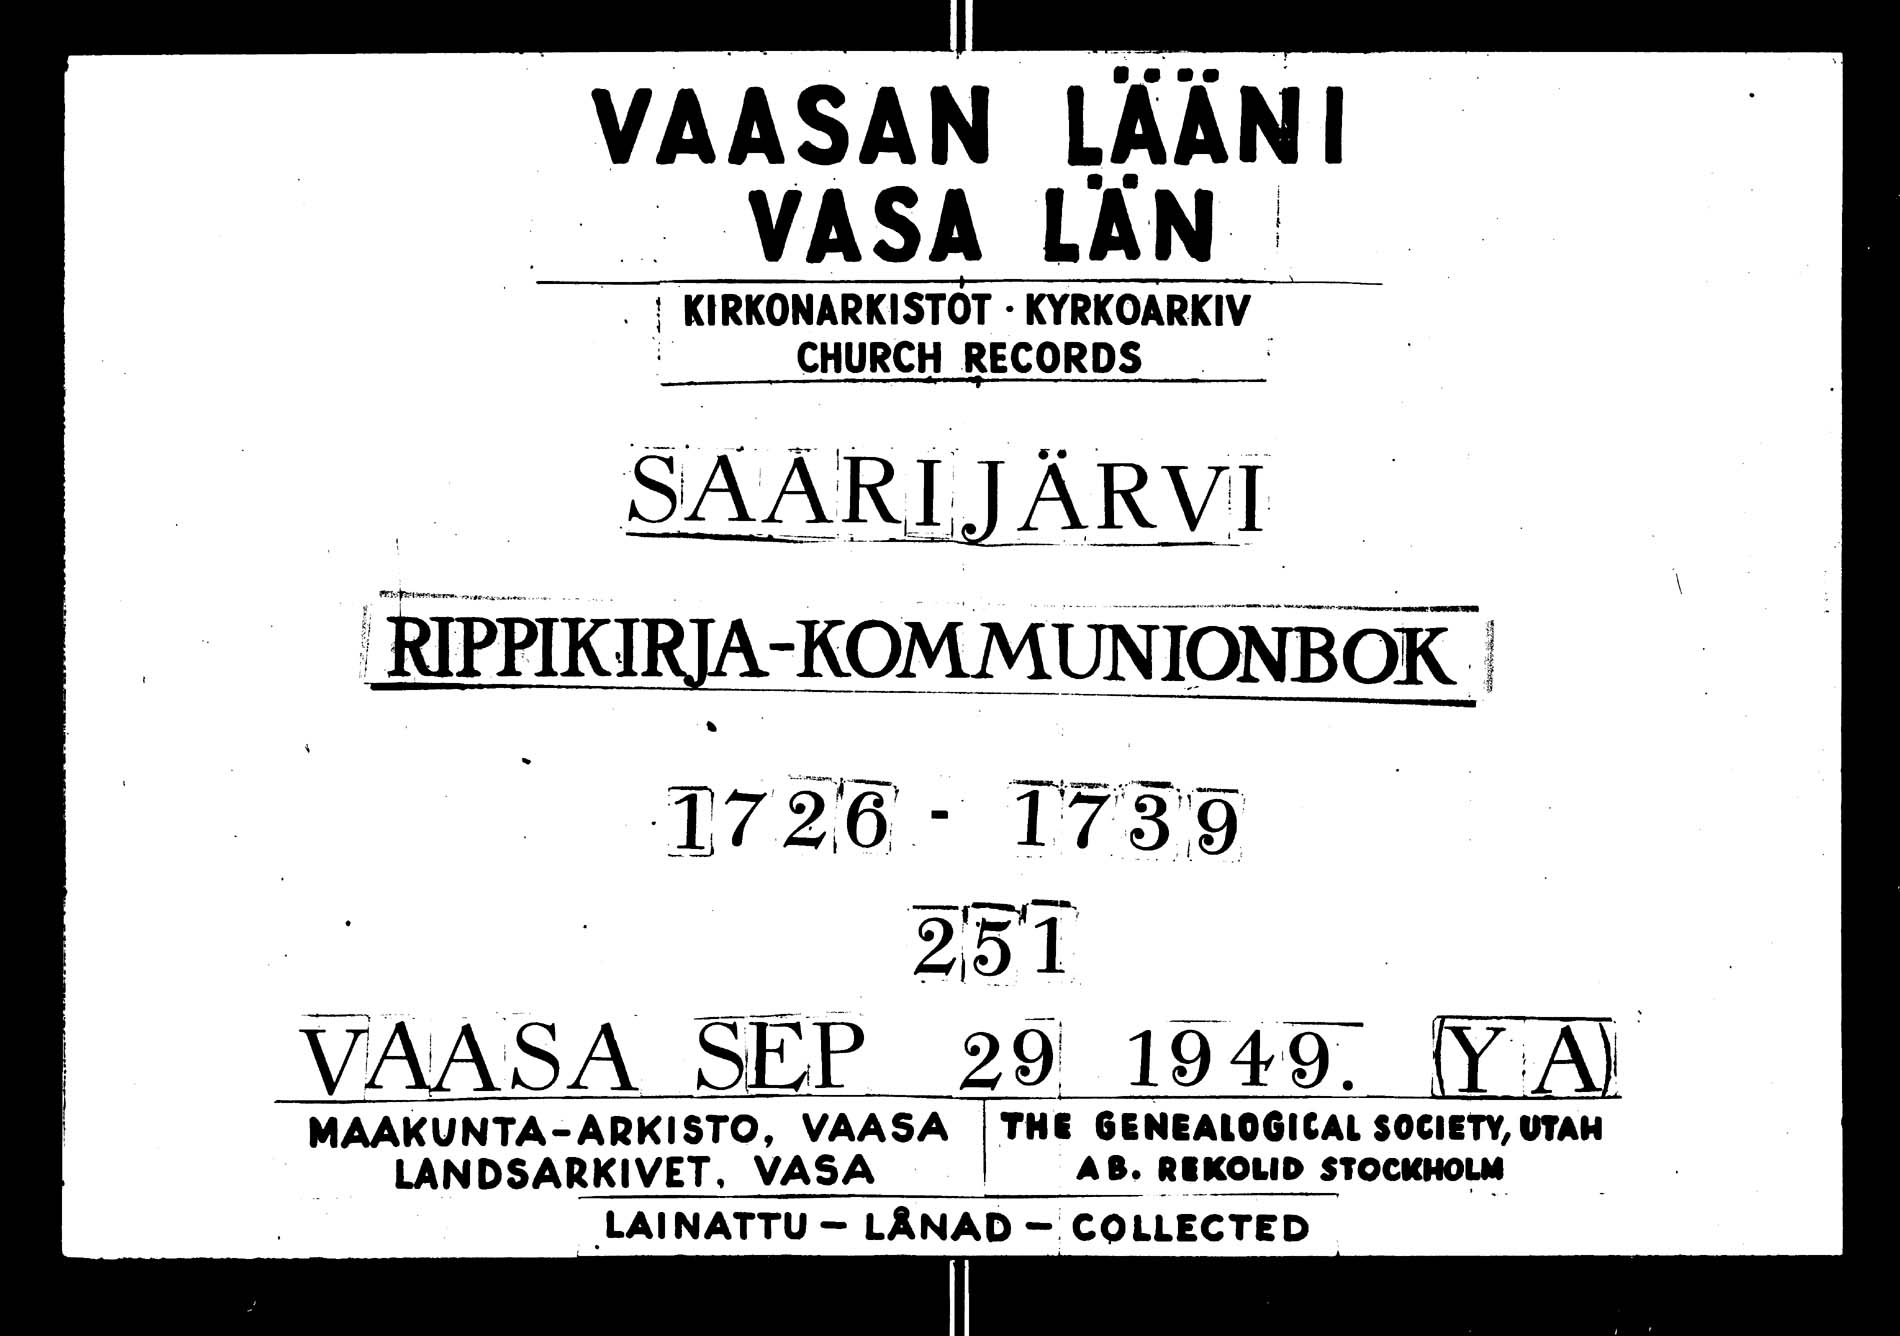 VAASAN LÄÄNI
VASA LÄN
KIRKONARKISTOT · KYRKOARKIV
CHURCH RECORDS
SAARIJÄRVI
RIPPIKIRJA-KOMMUNIONBOK
1726 - 1739
251
VAASA SEP 29 1949. (YA)
MAAKUNTA-ARKISTO, VAASA
LANDSARKIVET, VASA
THE GENEALOGICAL SOCIETY, UTAH
AB. REKOLID STOCKHOLM
LAINATTU – LÅNAD – COLLECTED